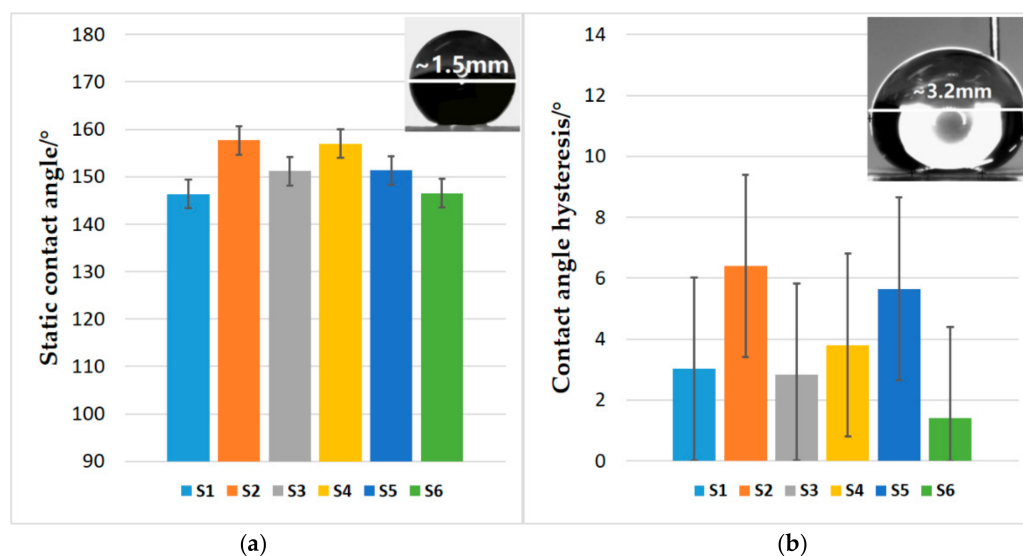 180
170
160
150
140
130
120
110
100
90
Static contact angle/°
~1.5mm
S1 S2 S3 S4 S5 S6
(a)
14
12
10
8
6
4
2
0
Contact angle hysteresis/°
~3.2mm
S1 S2 S3 S4 S5 S6
(b)